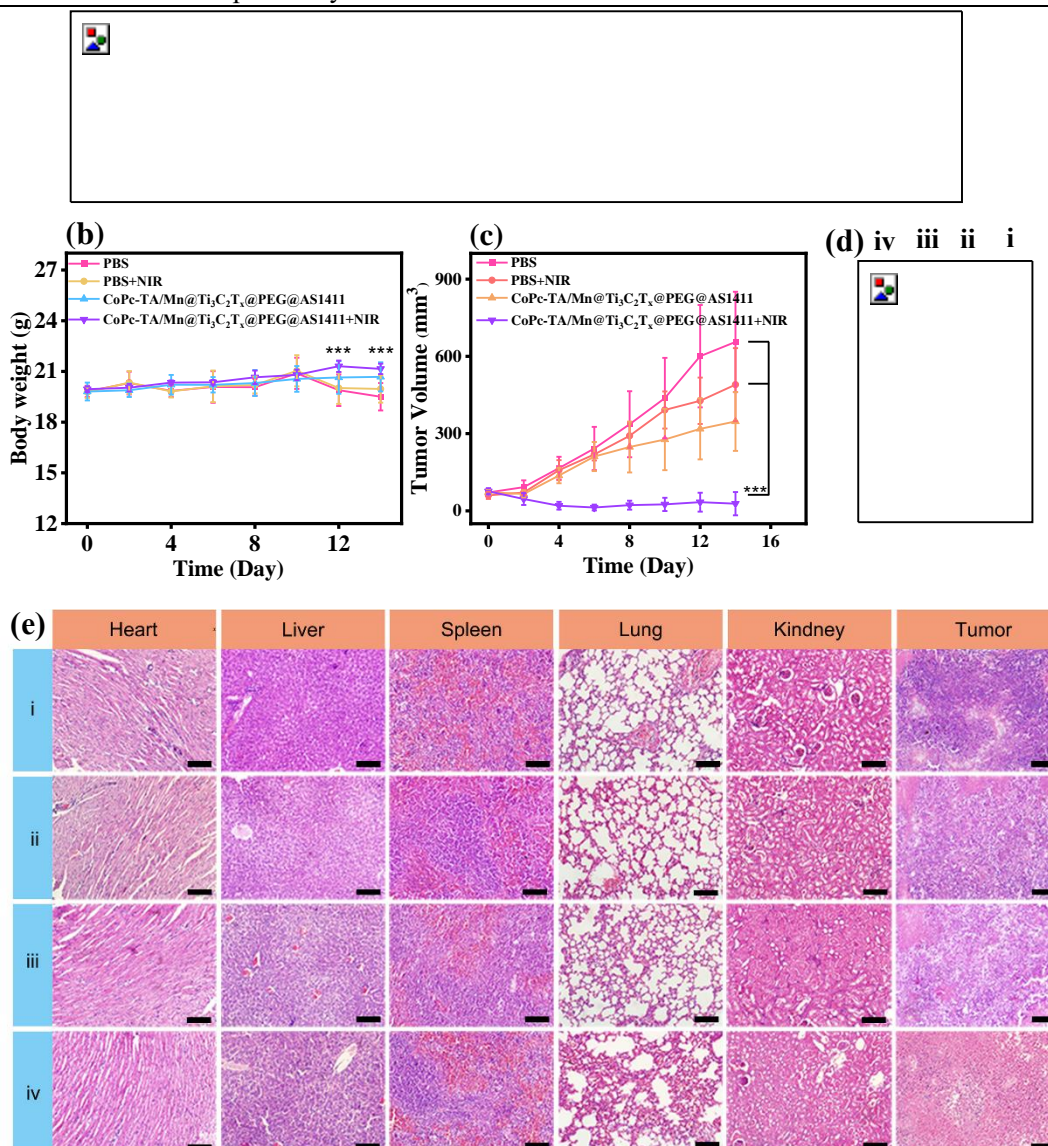 (b)
(c)
(d)
iv iii ii i
PBS
PBS+NIR
CoPc-TA/Mn@Ti₃C₂Tₓ@PEG@AS1411
CoPc-TA/Mn@Ti₃C₂Tₓ@PEG@AS1411+NIR
*** ***
27
24
21
18
15
12
Body weight (g)
0 4 8 12
Time (Day)
PBS
PBS+NIR
CoPc-TA/Mn@Ti₃C₂Tₓ@PEG@AS1411
CoPc-TA/Mn@Ti₃C₂Tₓ@PEG@AS1411+NIR
***
900
600
300
0
Tumor Volume (mm³)
0 4 8 12 16
Time (Day)
(e)
Heart Liver Spleen Lung Kindney Tumor
i
ii
iii
iv